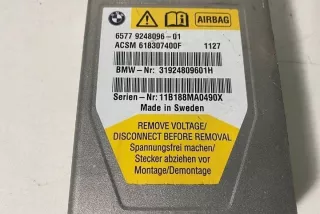 BMW
AIRBAG
6577 9248096-01
ACSM 618307400F 1127
BMW-Nr: 31924809601H
Serien-Nr: 11B188MA0490X
Made in Sweden
REMOVE VOLTAGE/
DISCONNECT BEFORE REMOVAL
Spannungsfrei machen/
Stecker abziehen vor
Montage/Demontage